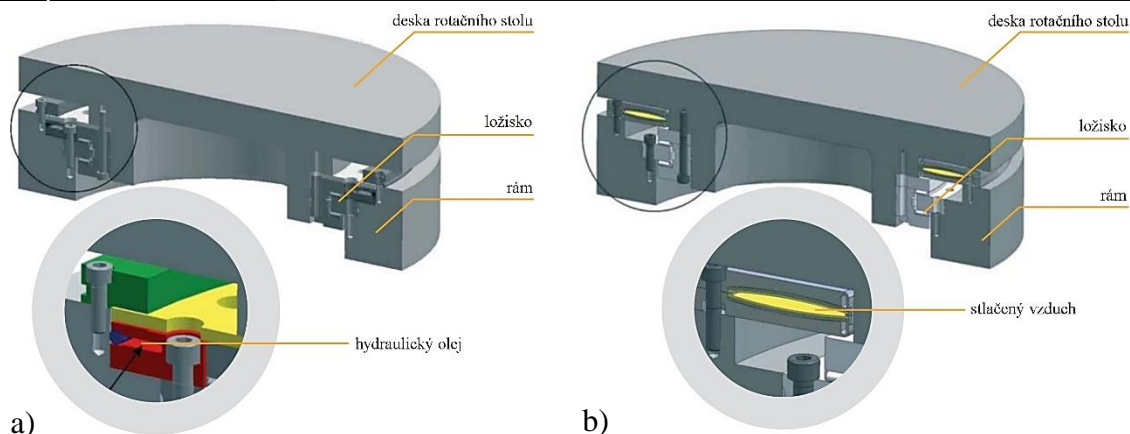 deska rotačního stolu
ložisko
rám
hydraulický olej
a)
deska rotačního stolu
ložisko
rám
stlačený vzduch
b)